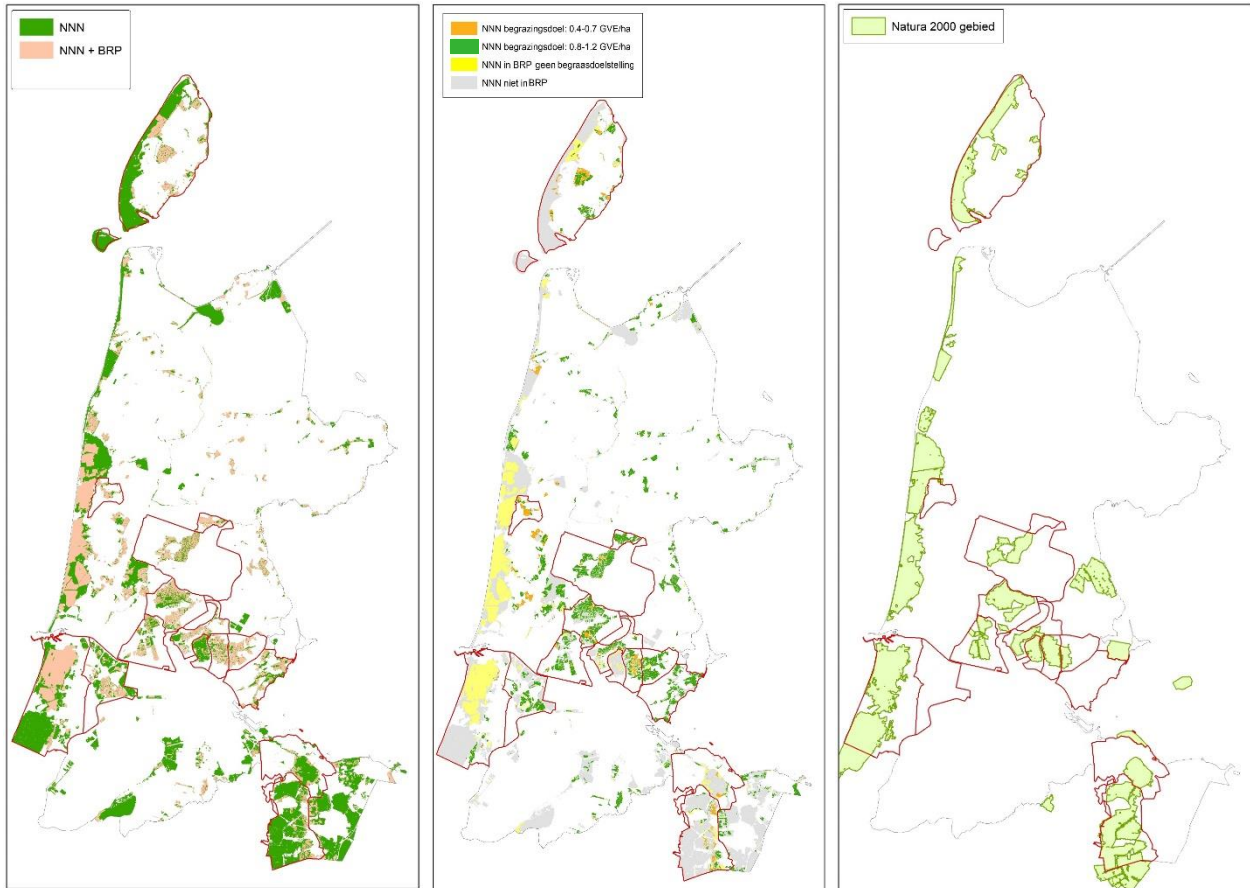 NNN
NNN + BRP
NNN begrazingsdoel: 0.4-0.7 GVE/ha
NNN begrazingsdoel: 0.8-1.2 GVE/ha
NNN in BRP geen begraasdoelstelling
NNN niet in BRP
Natura 2000 gebied